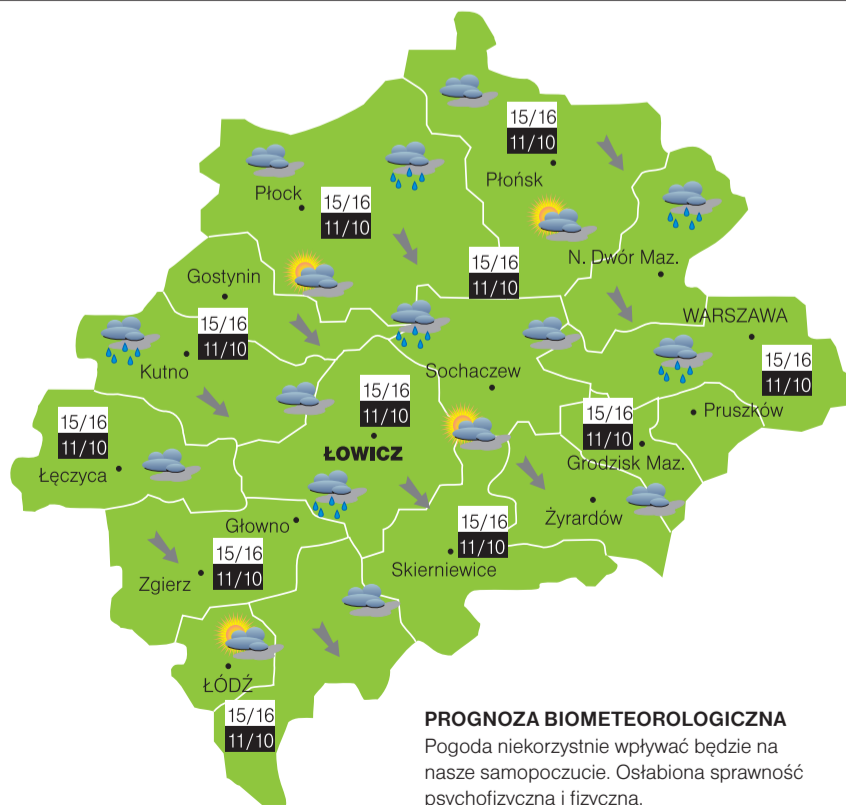 15/16
11/10
Płońsk
Płock
15/16
11/10
N. Dwór Maz.
15/16
11/10
Gostynin
15/16
11/10
Kutno
WARSZAWA
15/16
11/10
Sochaczew
15/16
11/10
ŁOWICZ
15/16
11/10
Pruszków
Grodzisk Maz.
15/16
11/10
Łęczyca
Żyrardów
Głowno
15/16
11/10
Skierniewice
15/16
11/10
Zgierz
ŁÓDŹ
15/16
11/10
PROGNOZA BIOMETEOROLOGICZNA
Pogoda niekorzystnie wpływać będzie na
nasze samopoczucie. Osłabiona sprawność
psychofizyczna i fizyczna.